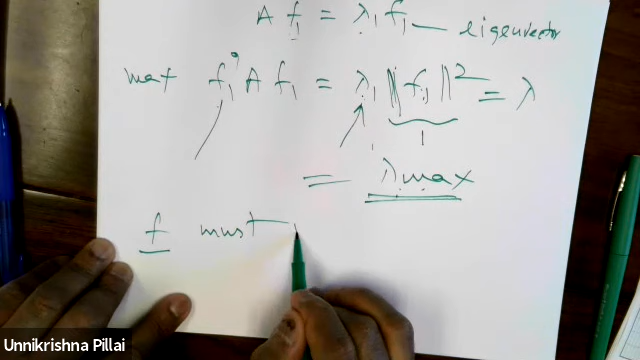 A f₁ = λ₁ f₁ — eigenvector
max f₁* A f₁ = λ₁ ‖f₁‖² = λ
1
= λmax
f must
Unnikrishna Pillai